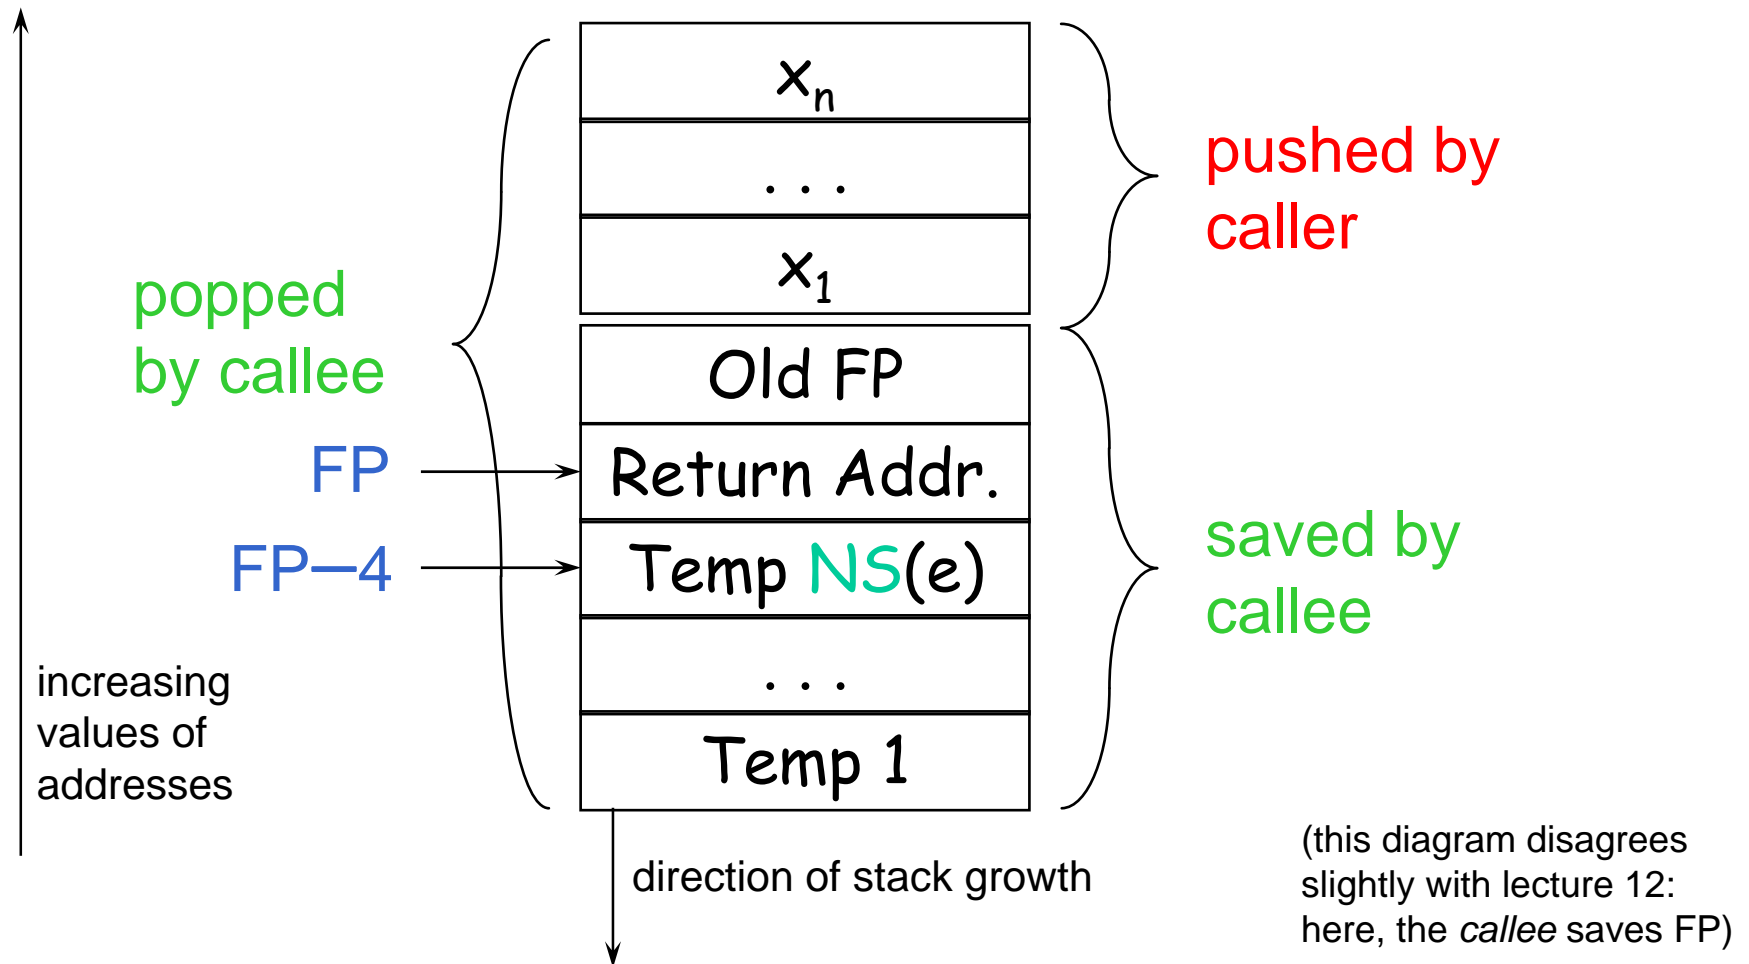 xn
. . .
x1
pushed by
caller
popped
by callee
Old FP
FP
Return Addr.
FP–4
Temp NS(e)
saved by
callee
. . .
increasing
values of
addresses
Temp 1
direction of stack growth
(this diagram disagrees
slightly with lecture 12:
here, the callee saves FP)